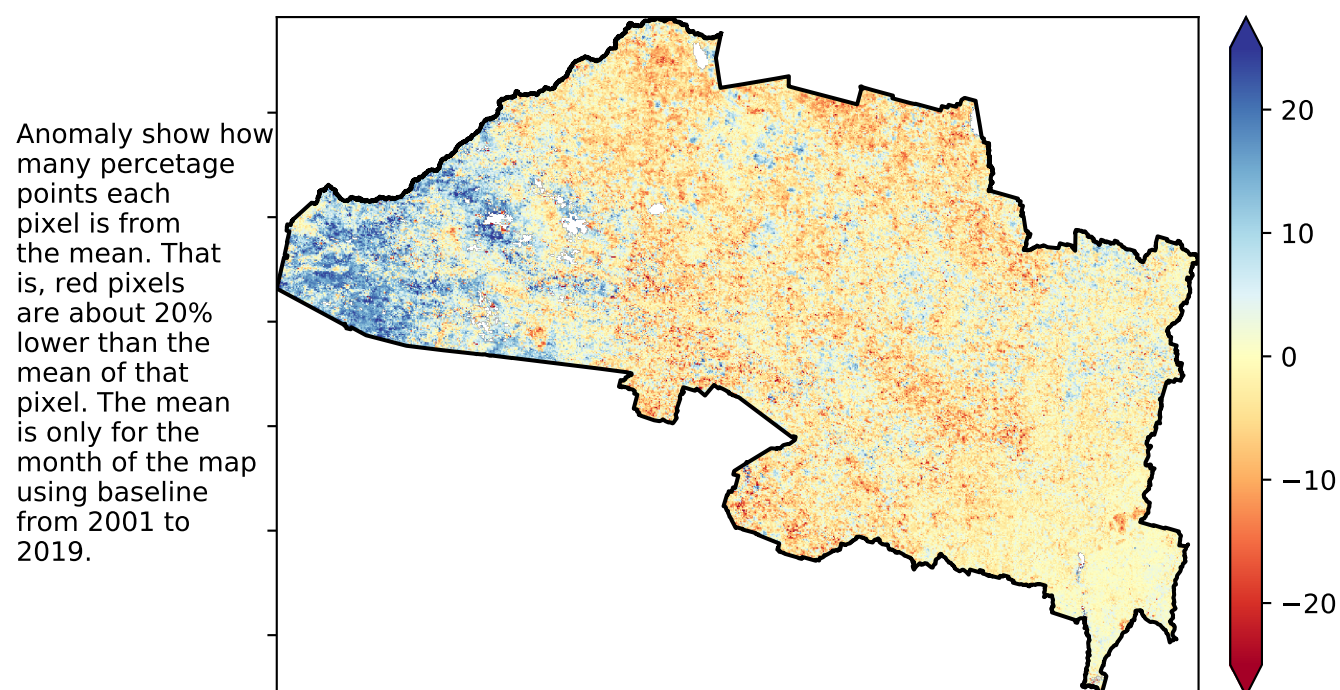 Anomaly show how
many percetage
points each
pixel is from
the mean. That
is, red pixels
are about 20%
lower than the
mean of that
pixel. The mean
is only for the
month of the map
using baseline
from 2001 to
2019.
20
10
0
−10
−20